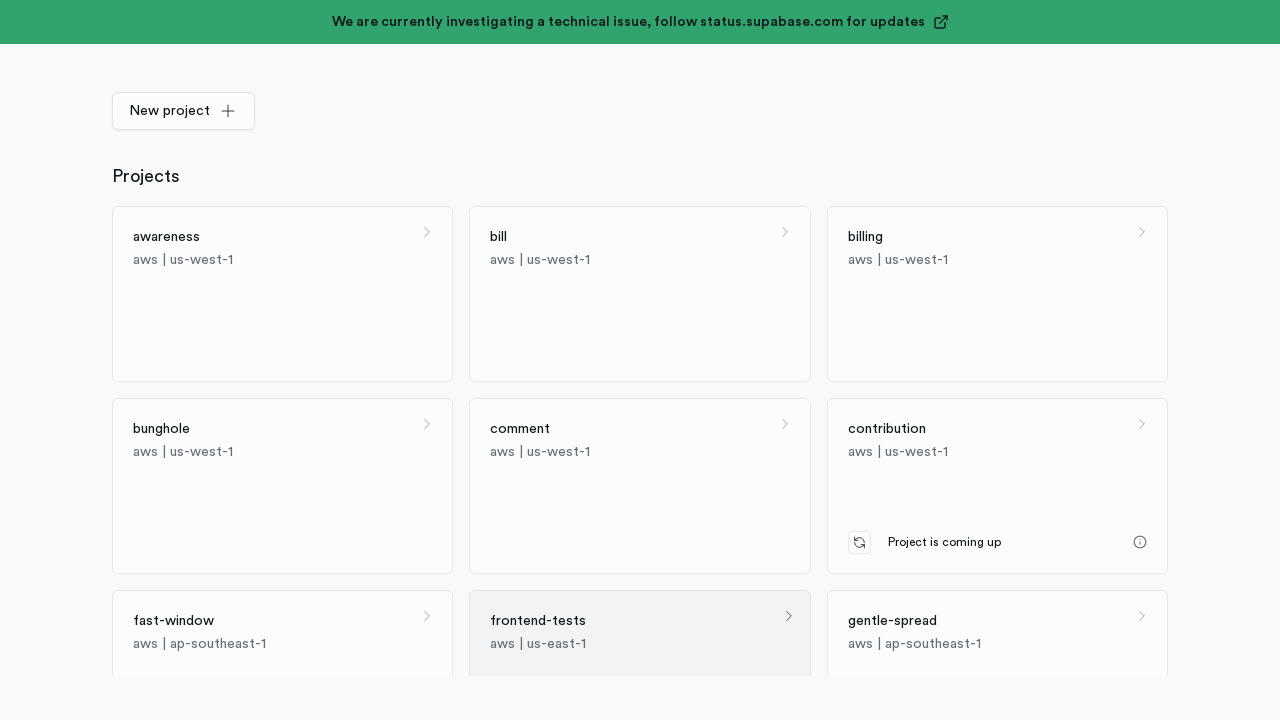 We are currently investigating a technical issue, follow status.supabase.com for updates
New project
Projects
awareness
aws | us-west-1
bill
aws | us-west-1
billing
aws | us-west-1
bunghole
aws | us-west-1
comment
aws | us-west-1
contribution
aws | us-west-1
Project is coming up
fast-window
aws | ap-southeast-1
frontend-tests
aws | us-east-1
gentle-spread
aws | ap-southeast-1